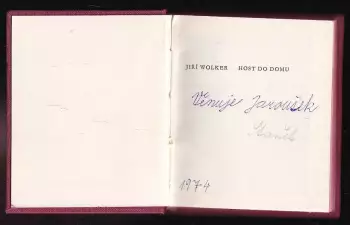 JIŘÍ WOLKER HOST DO DOMU
Věnuje Jaroušek
1974